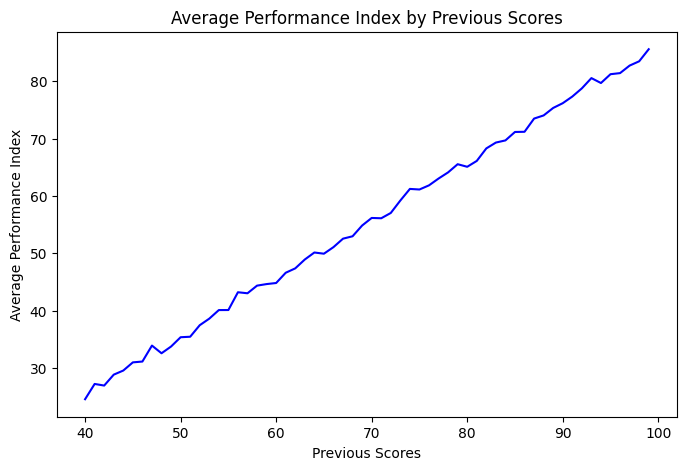 Average Performance Index by Previous Scores
Average Performance Index
80
70
60
50
40
30
40 50 60 70 80 90 100
Previous Scores